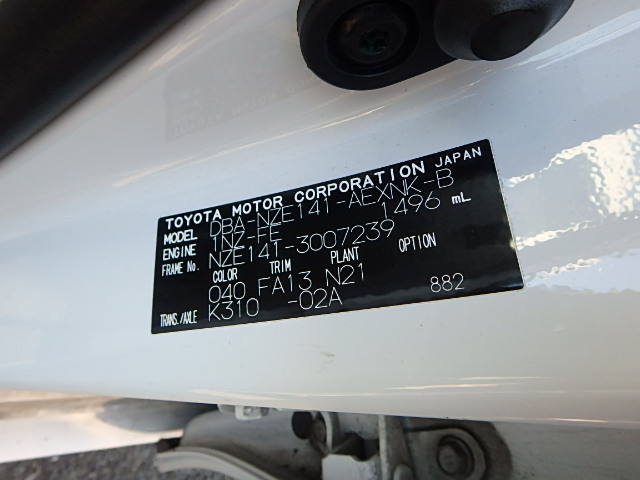 TOYOTA MOTOR CORPORATION JAPAN
MODEL DBA-NZE141-AEXNK-B
ENGINE 1NZ-FE 1496 mL
FRAME No. NZE141-3007239
COLOR TRIM PLANT OPTION
040 FA13 N21
TRANS./AXLE K310 -02A 882